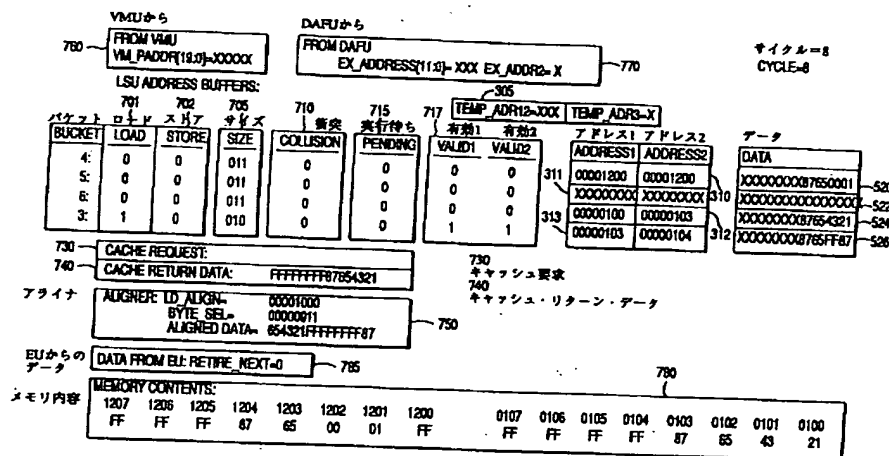 VMUから
DAFUから
760
FROM VMU
VM_PADDR[19:0]=XXXXX
FROM DAFU
EX_ADDRESS[11:0]= XXX EX_ADDR2= X
770
サイクル=8
CYCLE=8
LSU ADDRESS BUFFERS:
305
TEMP_ADR12=XXX TEMP_ADR3=X
701 702 705 710 715 717
バケット ロード ストア サイズ 衝突 実行待ち 有効1 有効2 アドレス1 アドレス2 データ
BUCKET LOAD STORE SIZE COLLISION PENDING VALID1 VALID2 ADDRESS1 ADDRESS2 DATA
4: 0 0 011 0 0 0 0 00001200 00001200 XXXXXXXX87650001
5: 0 0 011 0 0 0 0 XXXXXXXX XXXXXXXX XXXXXXXXXXXXXXXX
6: 0 0 011 0 0 0 0 00000100 00000103 XXXXXXXX87654321
3: 1 0 010 0 0 1 1 00000103 00000104 XXXXXXXX8765FF87
311 310 520
313 312 522
524
526
730
CACHE REQUEST:
740
CACHE RETURN DATA: FFFFFFFF87654321
730
キャッシュ要求
740
キャッシュ・リターン・データ
アライナ
ALIGNER: LD_ALIGN= 00001000
BYTE_SEL= 00000011
ALIGNED DATA= 654321FFFFFFFF87
750
EUからの
データ
DATA FROM EU: RETIRE_NEXT=0
785
780
メモリ内容
MEMORY CONTENTS:
1207 1206 1205 1204 1203 1202 1201 1200 0107 0106 0105 0104 0103 0102 0101 0100
FF FF FF 87 65 00 01 FF FF FF FF FF 87 65 43 21